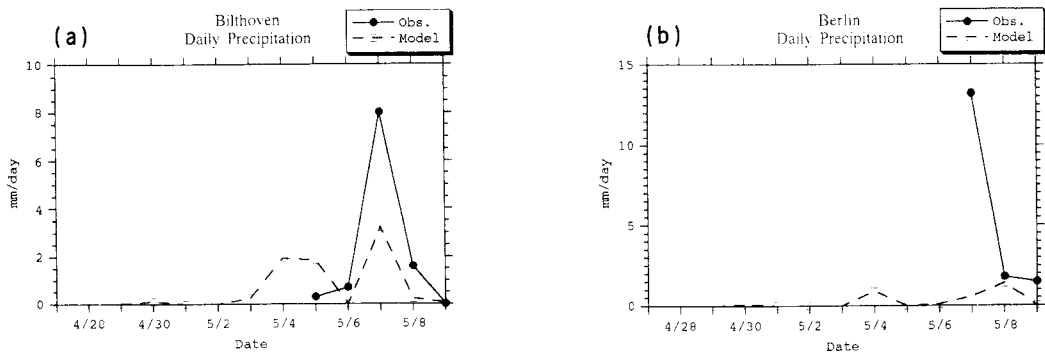 (a)
Bilthoven
Daily Precipitation
Obs.
Model
10
8
6
4
2
0
mm/day
4/28 4/30 5/2 5/4 5/6 5/8
Date
(b)
Berlin
Daily Precipitation
Obs.
Model
15
10
5
0
mm/day
4/28 4/30 5/2 5/4 5/6 5/8
Date